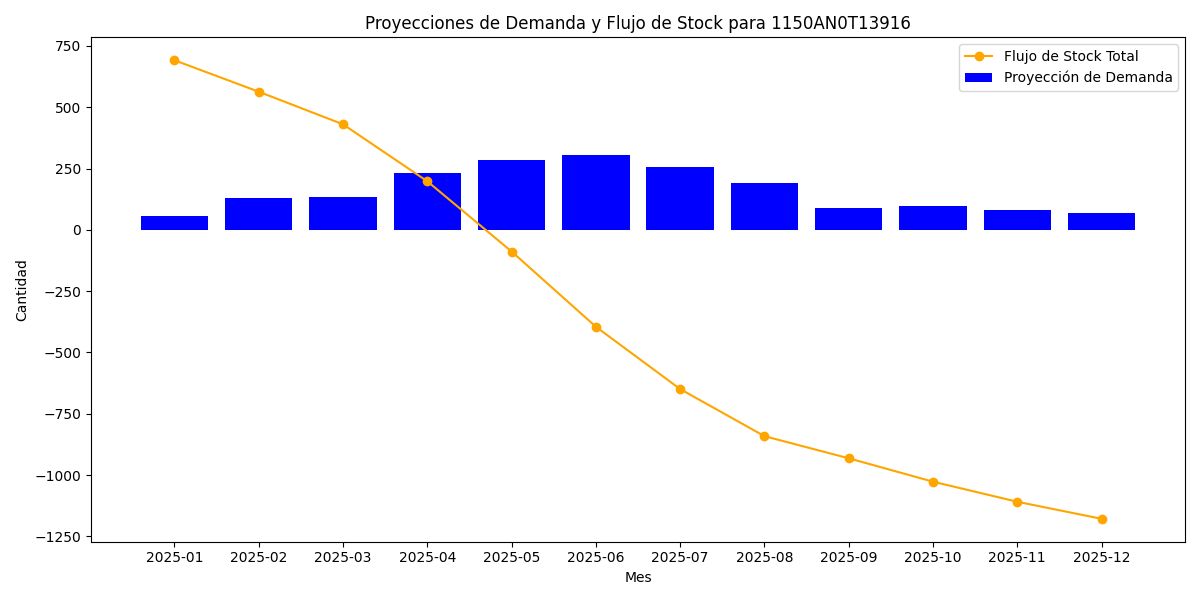 Proyecciones de Demanda y Flujo de Stock para 1150AN0T13916
Flujo de Stock Total
Proyección de Demanda
Cantidad
750
500
250
0
−250
−500
−750
−1000
−1250
2025-01 2025-02 2025-03 2025-04 2025-05 2025-06 2025-07 2025-08 2025-09 2025-10 2025-11 2025-12
Mes